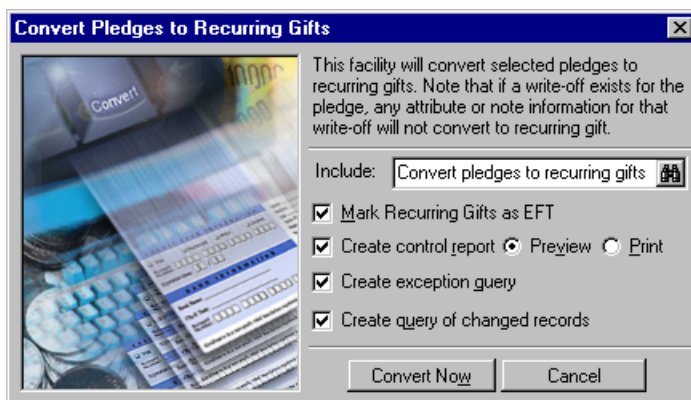 Convert Pledges to Recurring Gifts
Convert
This facility will convert selected pledges to
recurring gifts. Note that if a write-off exists for the
pledge, any attribute or note information for that
write-off will not convert to recurring gift.
Include: Convert pledges to recurring gifts
Mark Recurring Gifts as EFT
Create control report Preview Print
Create exception query
Create query of changed records
BANK INFORMATION
Convert Now Cancel